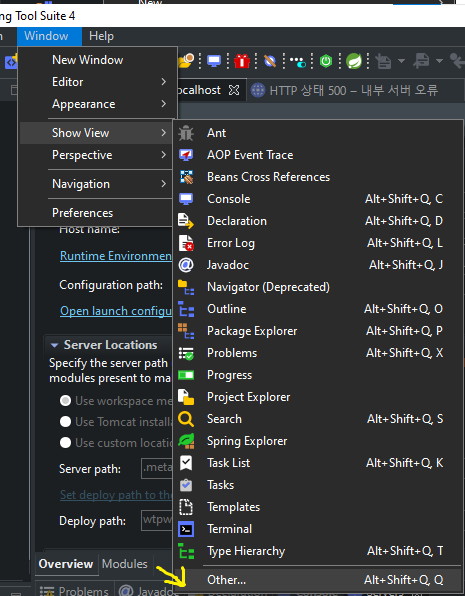 New
ng Tool Suite 4
Window Help
New Window
Editor
Appearance
Show View
Perspective
Navigation
Preferences
ocalhost HTTP 상태 500 – 내부 서버 오류
Ant
AOP Event Trace
Beans Cross References
Console Alt+Shift+Q, C
Declaration Alt+Shift+Q, D
Error Log Alt+Shift+Q, L
Javadoc Alt+Shift+Q, J
Navigator (Deprecated)
Outline Alt+Shift+Q, O
Package Explorer Alt+Shift+Q, P
Problems Alt+Shift+Q, X
Progress
Project Explorer
Search Alt+Shift+Q, S
Spring Explorer
Task List Alt+Shift+Q, K
Tasks
Templates
Terminal
Type Hierarchy Alt+Shift+Q, T
Other... Alt+Shift+Q, Q
Host name:
Runtime Environmen
Configuration path:
Open launch configu
Server Locations
Specify the server path
modules present to ma
Use workspace me
Use Tomcat install
Use custom locatio
Server path: .meta
Set deploy path to the
Deploy path: wtpw
Overview Modules
Problems Javadoc Declaration Console Servers